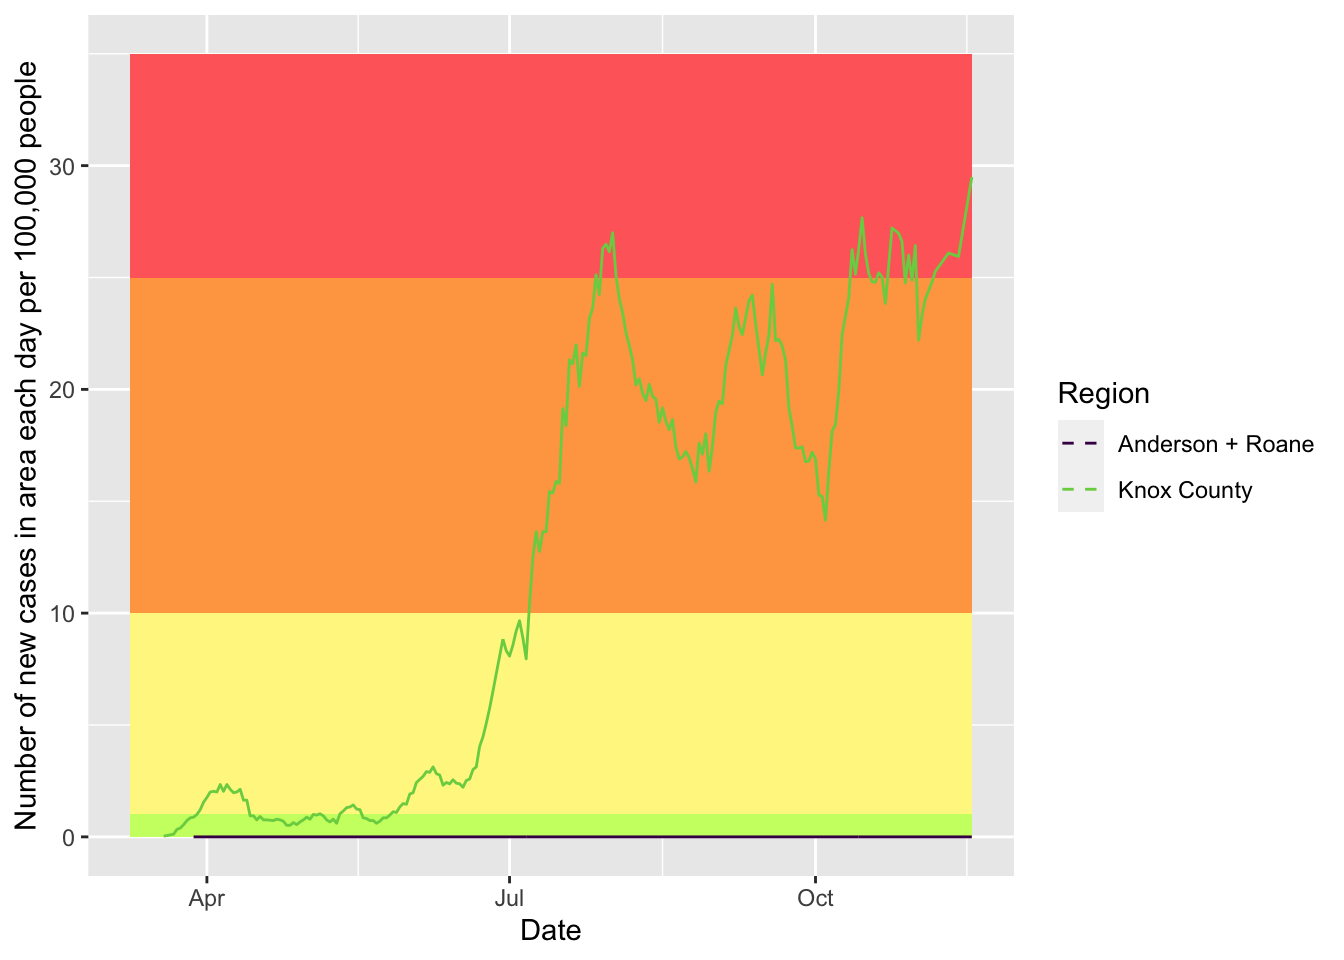 Number of new cases in area each day per 100,000 people
30
20
10
0
Apr
Jul
Oct
Date
Region
Anderson + Roane
Knox County